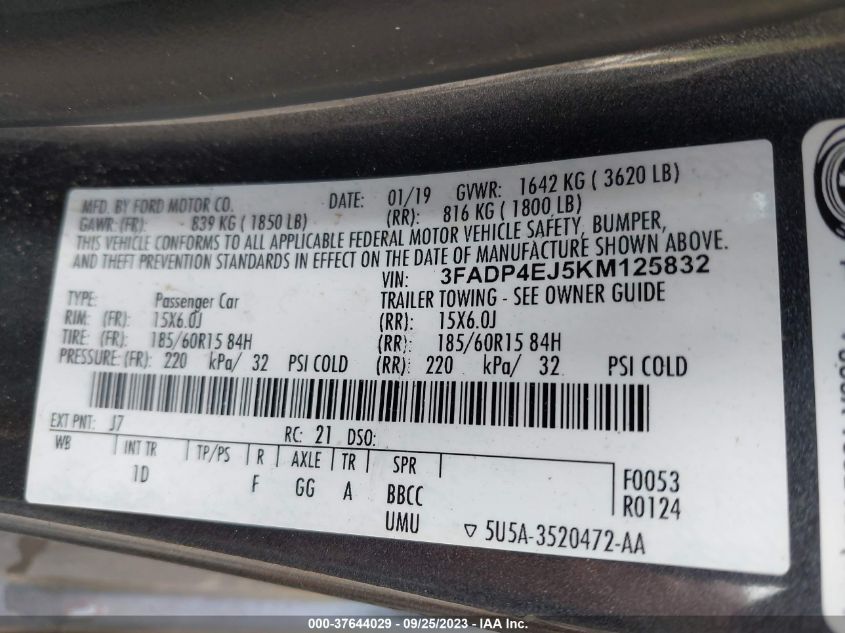 MFD. BY FORD MOTOR CO. DATE: 01/19 GVWR: 1642 KG ( 3620 LB)
GAWR: (FR): 839 KG ( 1850 LB) (RR): 816 KG ( 1800 LB)
THIS VEHICLE CONFORMS TO ALL APPLICABLE FEDERAL MOTOR VEHICLE SAFETY, BUMPER,
AND THEFT PREVENTION STANDARDS IN EFFECT ON THE DATE OF MANUFACTURE SHOWN ABOVE.
VIN: 3FADP4EJ5KM125832
TYPE: Passenger Car TRAILER TOWING - SEE OWNER GUIDE
RIM: (FR): 15X6.0J (RR): 15X6.0J
TIRE: (FR): 185/60R15 84H (RR): 185/60R15 84H
PRESSURE: (FR): 220 kPa/ 32 PSI COLD (RR): 220 kPa/ 32 PSI COLD
EXT PNT: J7 RC: 21 DSO:
WB INT TR TP/PS R AXLE TR SPR
1D F GG A BBCC F0053
UMU R0124
5U5A-3520472-AA
000-37644029 - 09/25/2023 - IAA Inc.